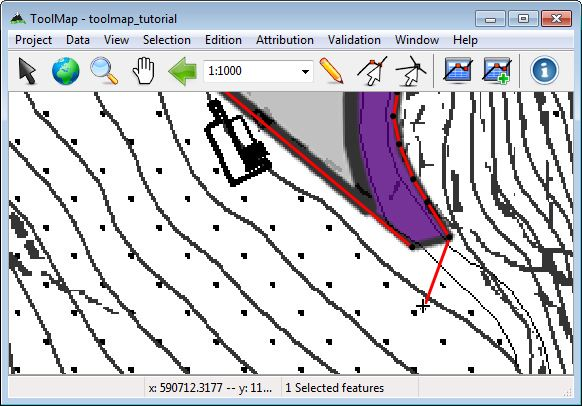 ToolMap - toolmap_tutorial
Project Data View Selection Edition Attribution Validation Window Help
1:1000
x: 590712.3177 -- y: 11... 1 Selected features